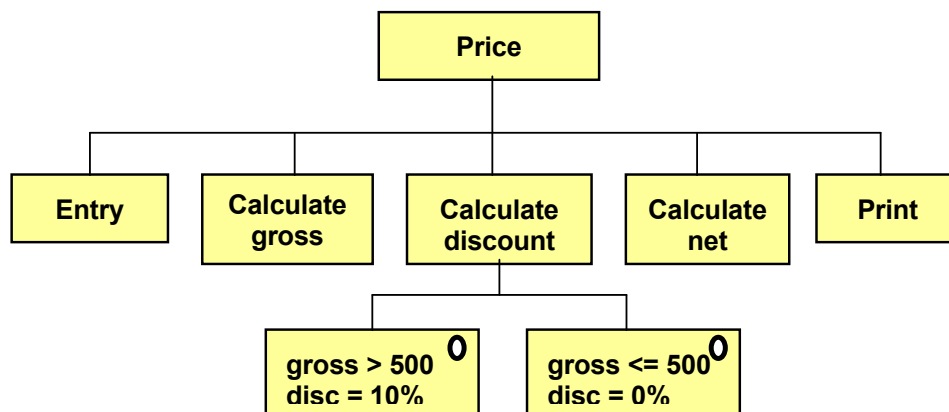 Price
Entry
Calculate
gross
Calculate
discount
Calculate
net
Print
gross > 500
disc = 10%
gross <= 500
disc = 0%